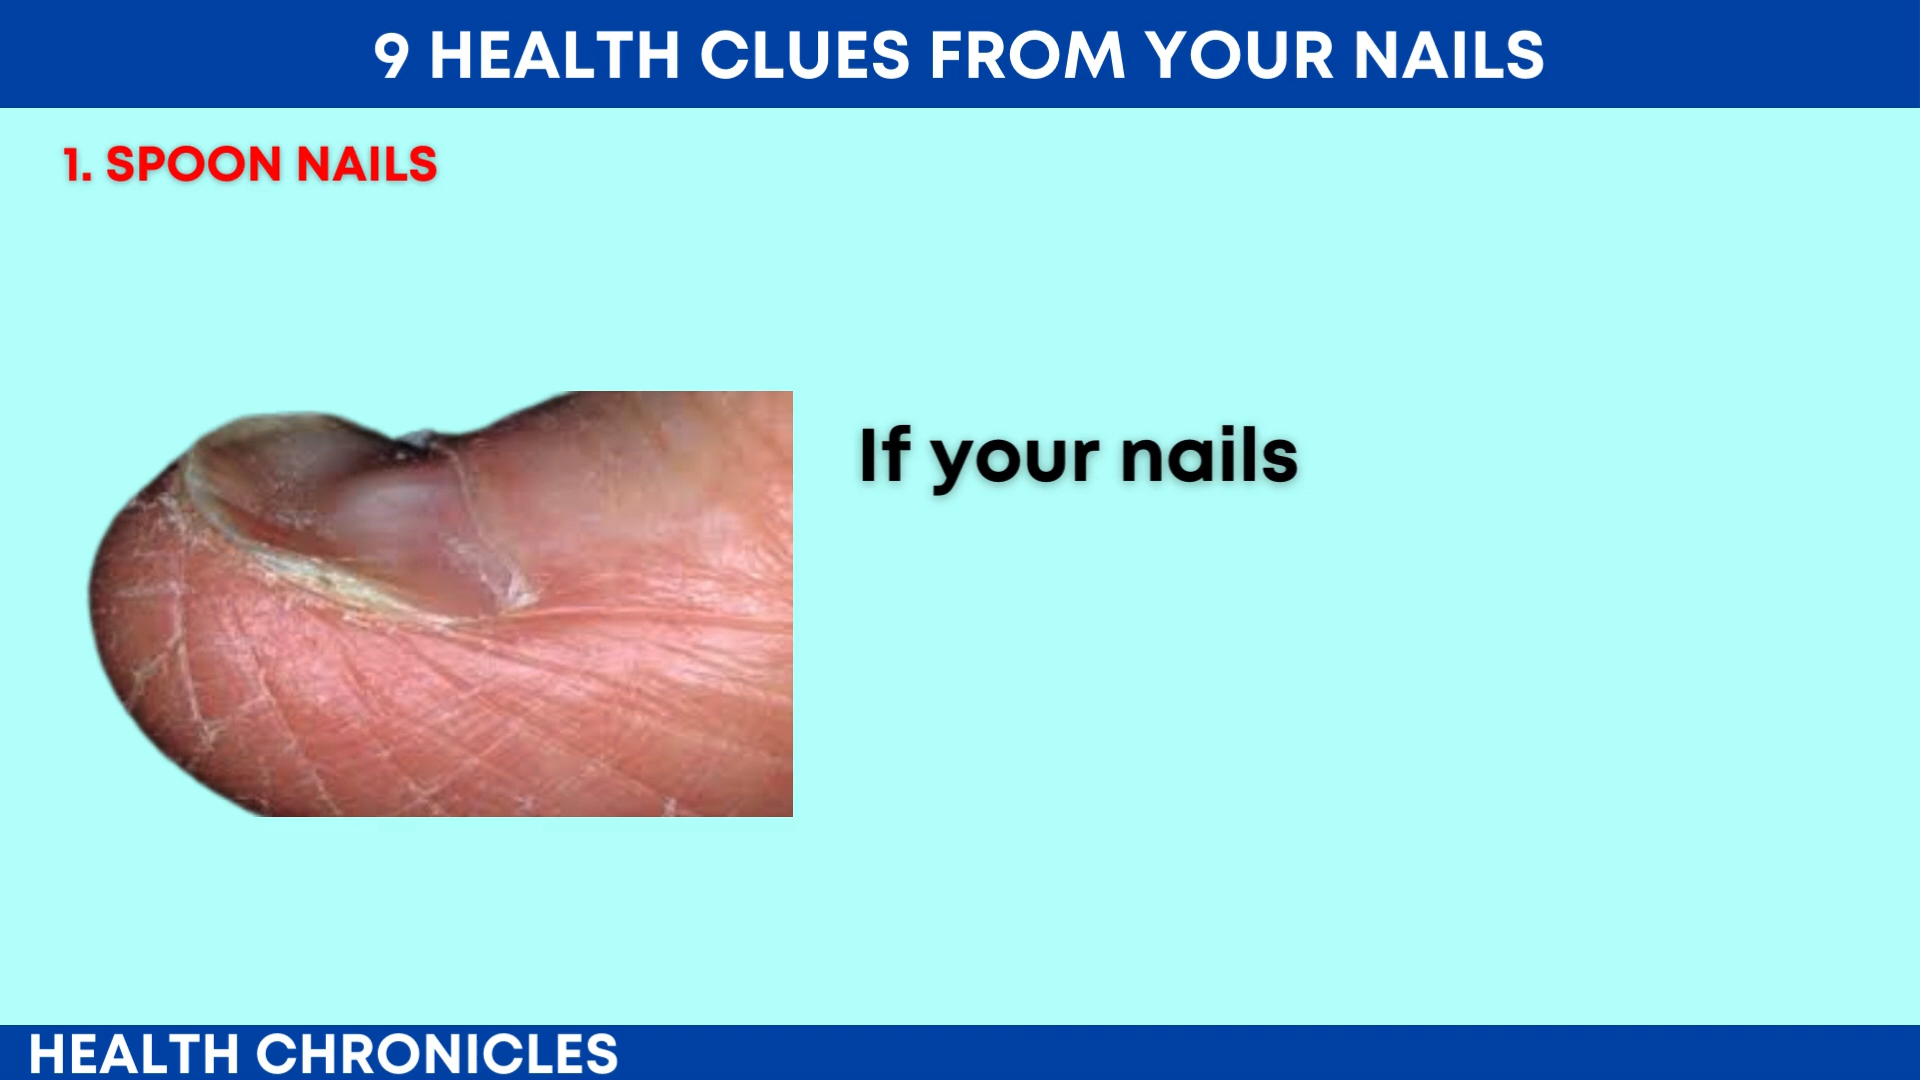 9 HEALTH CLUES FROM YOUR NAILS
1. SPOON NAILS
If your nails
HEALTH CHRONICLES